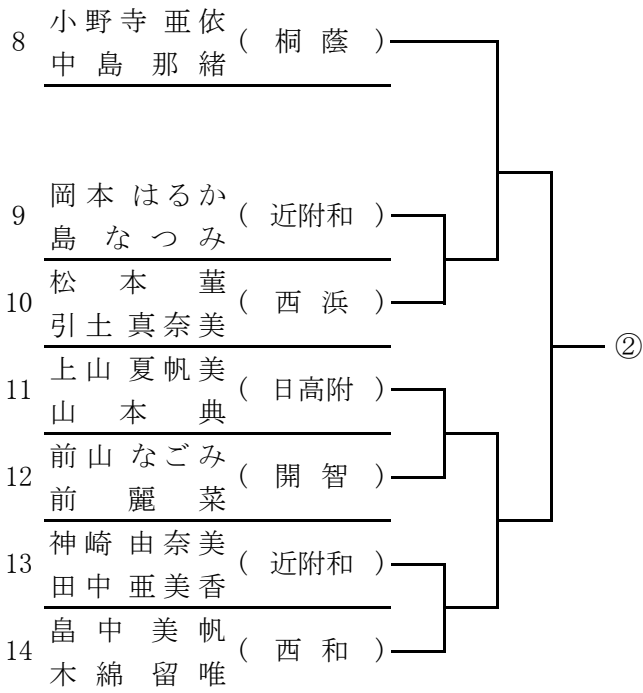 8 小野寺 亜依 ( 桐 蔭 )
中島 那緒
9 岡本 はるか ( 近附和 )
島 なつみ
10 松本 菫 ( 西 浜 )
引土 真奈美
②
11 上山 夏帆美 ( 日高附 )
山本 典
12 前山 なごみ ( 開 智 )
前 麗菜
13 神崎 由奈美 ( 近附和 )
田中 亜美香
14 畠中 美帆 ( 西 和 )
木綿 留唯